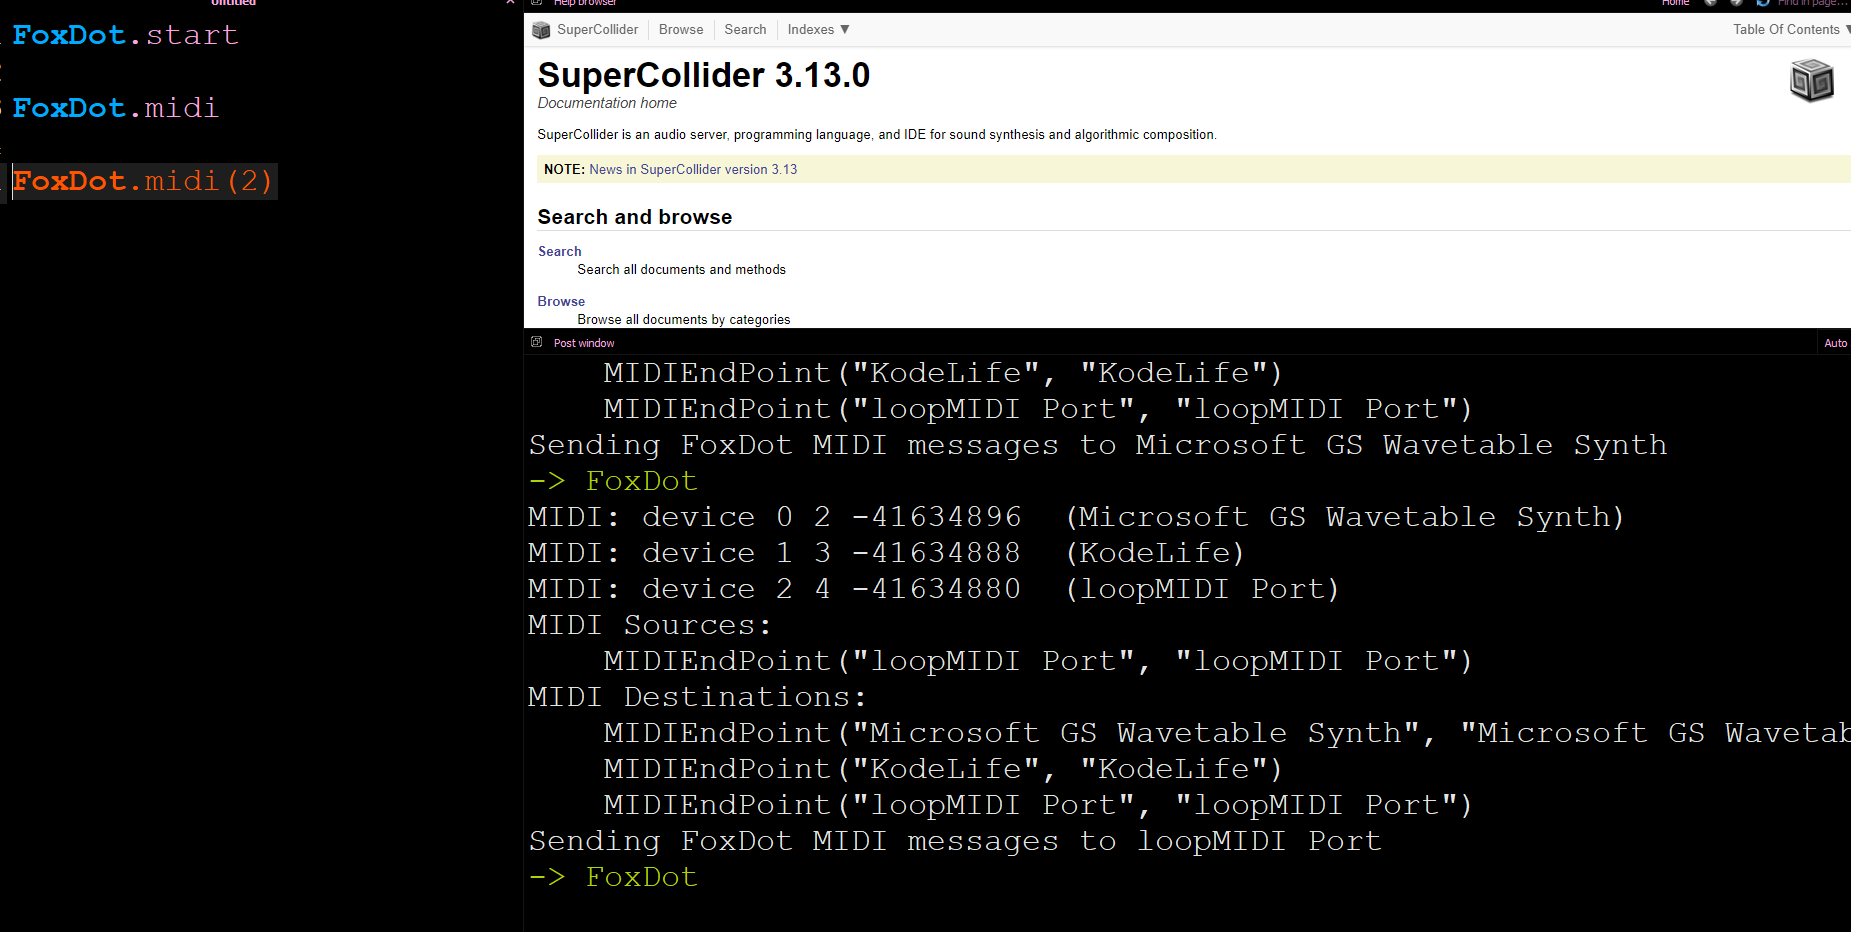 Untitled
FoxDot.start
FoxDot.midi
FoxDot.midi(2)
Help browser
Home
Find in page...
SuperCollider
Browse
Search
Indexes ▼
Table Of Contents
SuperCollider 3.13.0
Documentation home
SuperCollider is an audio server, programming language, and IDE for sound synthesis and algorithmic composition.
NOTE: News in SuperCollider version 3.13
Search and browse
Search
Search all documents and methods
Browse
Browse all documents by categories
Post window
Auto
MIDIEndPoint("KodeLife", "KodeLife")
MIDIEndPoint("loopMIDI Port", "loopMIDI Port")
Sending FoxDot MIDI messages to Microsoft GS Wavetable Synth
-> FoxDot
MIDI: device 0 2 -41634896 (Microsoft GS Wavetable Synth)
MIDI: device 1 3 -41634888 (KodeLife)
MIDI: device 2 4 -41634880 (loopMIDI Port)
MIDI Sources:
MIDIEndPoint("loopMIDI Port", "loopMIDI Port")
MIDI Destinations:
MIDIEndPoint("Microsoft GS Wavetable Synth", "Microsoft GS Wavetab
MIDIEndPoint("KodeLife", "KodeLife")
MIDIEndPoint("loopMIDI Port", "loopMIDI Port")
Sending FoxDot MIDI messages to loopMIDI Port
-> FoxDot